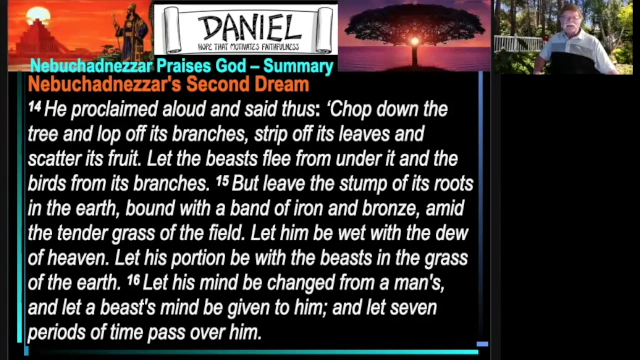 DANIEL
HOPE THAT MOTIVATES FAITHFULNESS
Nebuchadnezzar Praises God – Summary
Nebuchadnezzar's Second Dream
14 He proclaimed aloud and said thus: ‘Chop down the
tree and lop off its branches, strip off its leaves and
scatter its fruit. Let the beasts flee from under it and the
birds from its branches. 15 But leave the stump of its roots
in the earth, bound with a band of iron and bronze, amid
the tender grass of the field. Let him be wet with the dew
of heaven. Let his portion be with the beasts in the grass
of the earth. 16 Let his mind be changed from a man's,
and let a beast's mind be given to him; and let seven
periods of time pass over him.